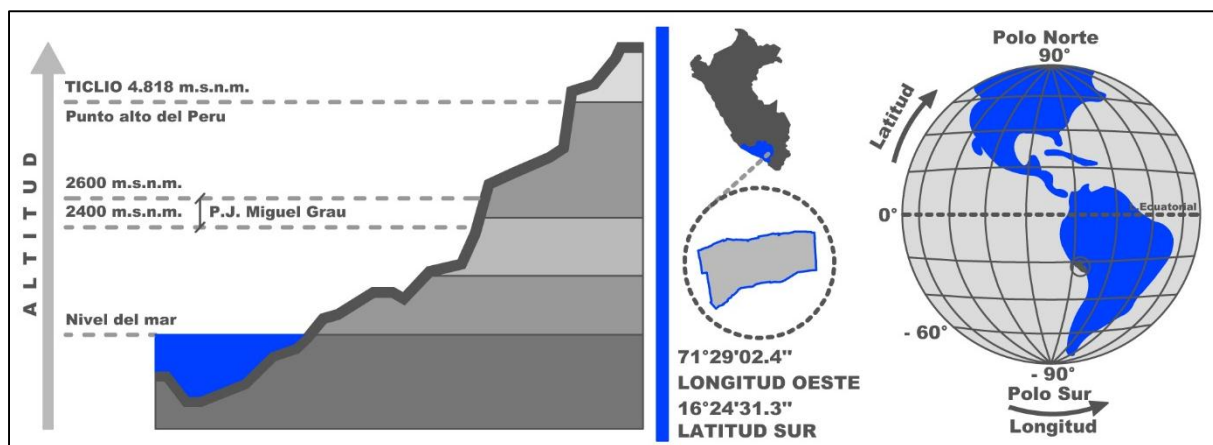 ALTITUD
TICLIO 4.818 m.s.n.m.
Punto alto del Peru
2600 m.s.n.m.
2400 m.s.n.m.
P.J. Miguel Grau
Nivel del mar
71°29'02.4"
LONGITUD OESTE
16°24'31.3"
LATITUD SUR
Polo Norte
90°
Latitud
0°
.Ecuatorial
- 60°
- 90°
Polo Sur
Longitud